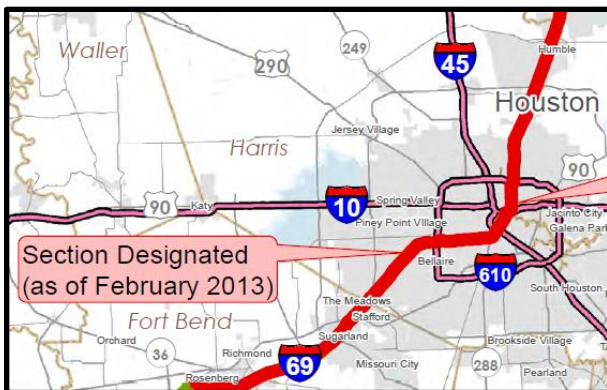 Waller
249
290
45
Humble
Houston
Jersey Village
Harris
90
90
Katy
10
Spring Valley
Piney Point Village
Jacinto City
Galena Park
Section Designated
(as of February 2013)
Bellaire
610
South Houston
The Meadows
Stafford
Fort Bend
Sugarland
Orchard
36
Richmond
69
Brookside Village
Missouri City
288
Rosenberg
Pearland